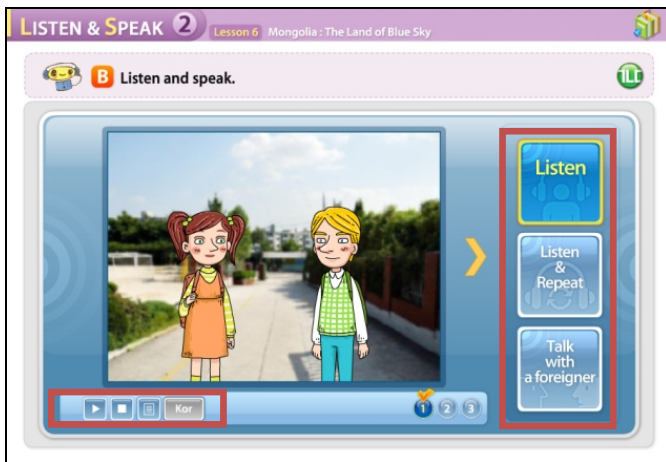 LISTEN & SPEAK 2 Lesson 6 Mongolia : The Land of Blue Sky
B Listen and speak.
TLC
Listen
Listen
&
Repeat
Talk
with
a foreigner
Kor
1 2 3